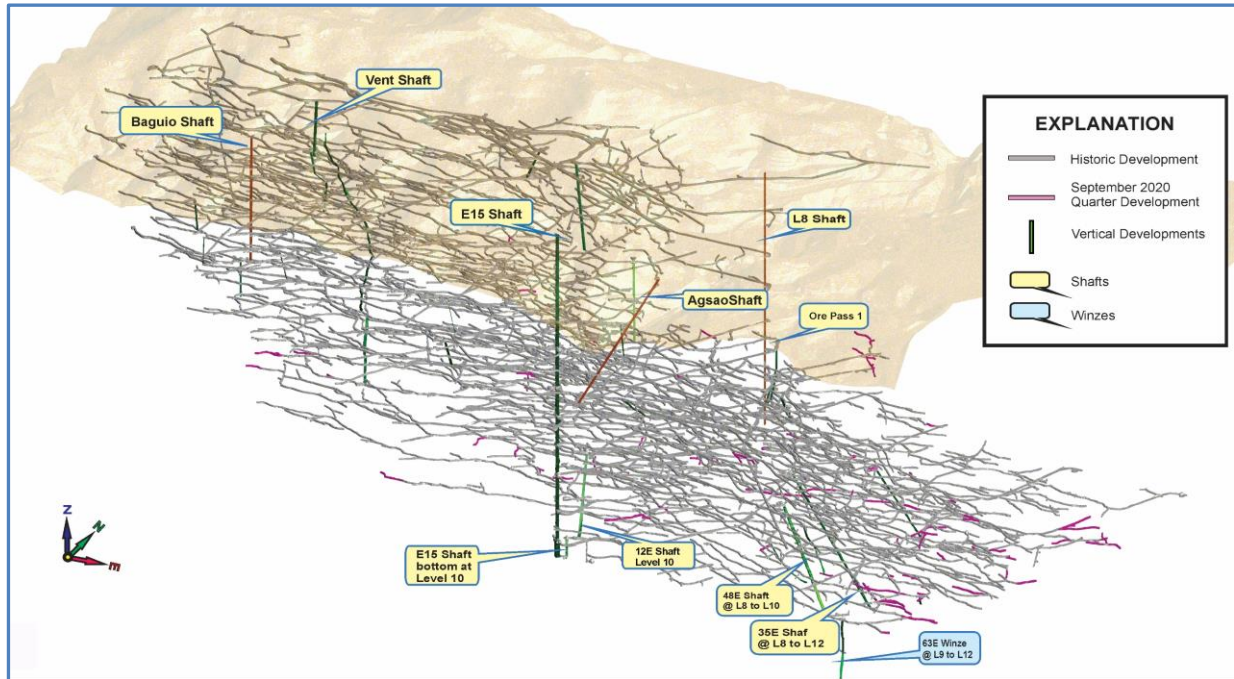 Vent Shaft
Baguio Shaft
E15 Shaft
L8 Shaft
AgsaoShaft
Ore Pass 1
EXPLANATION
Historic Development
September 2020
Quarter Development
Vertical Developments
Shafts
Winzes
Z
N
E
E15 Shaft
bottom at
Level 10
12E Shaft
Level 10
48E Shaft
@ L8 to L10
35E Shaf
@ L8 to L12
63E Winze
@ L9 to L12